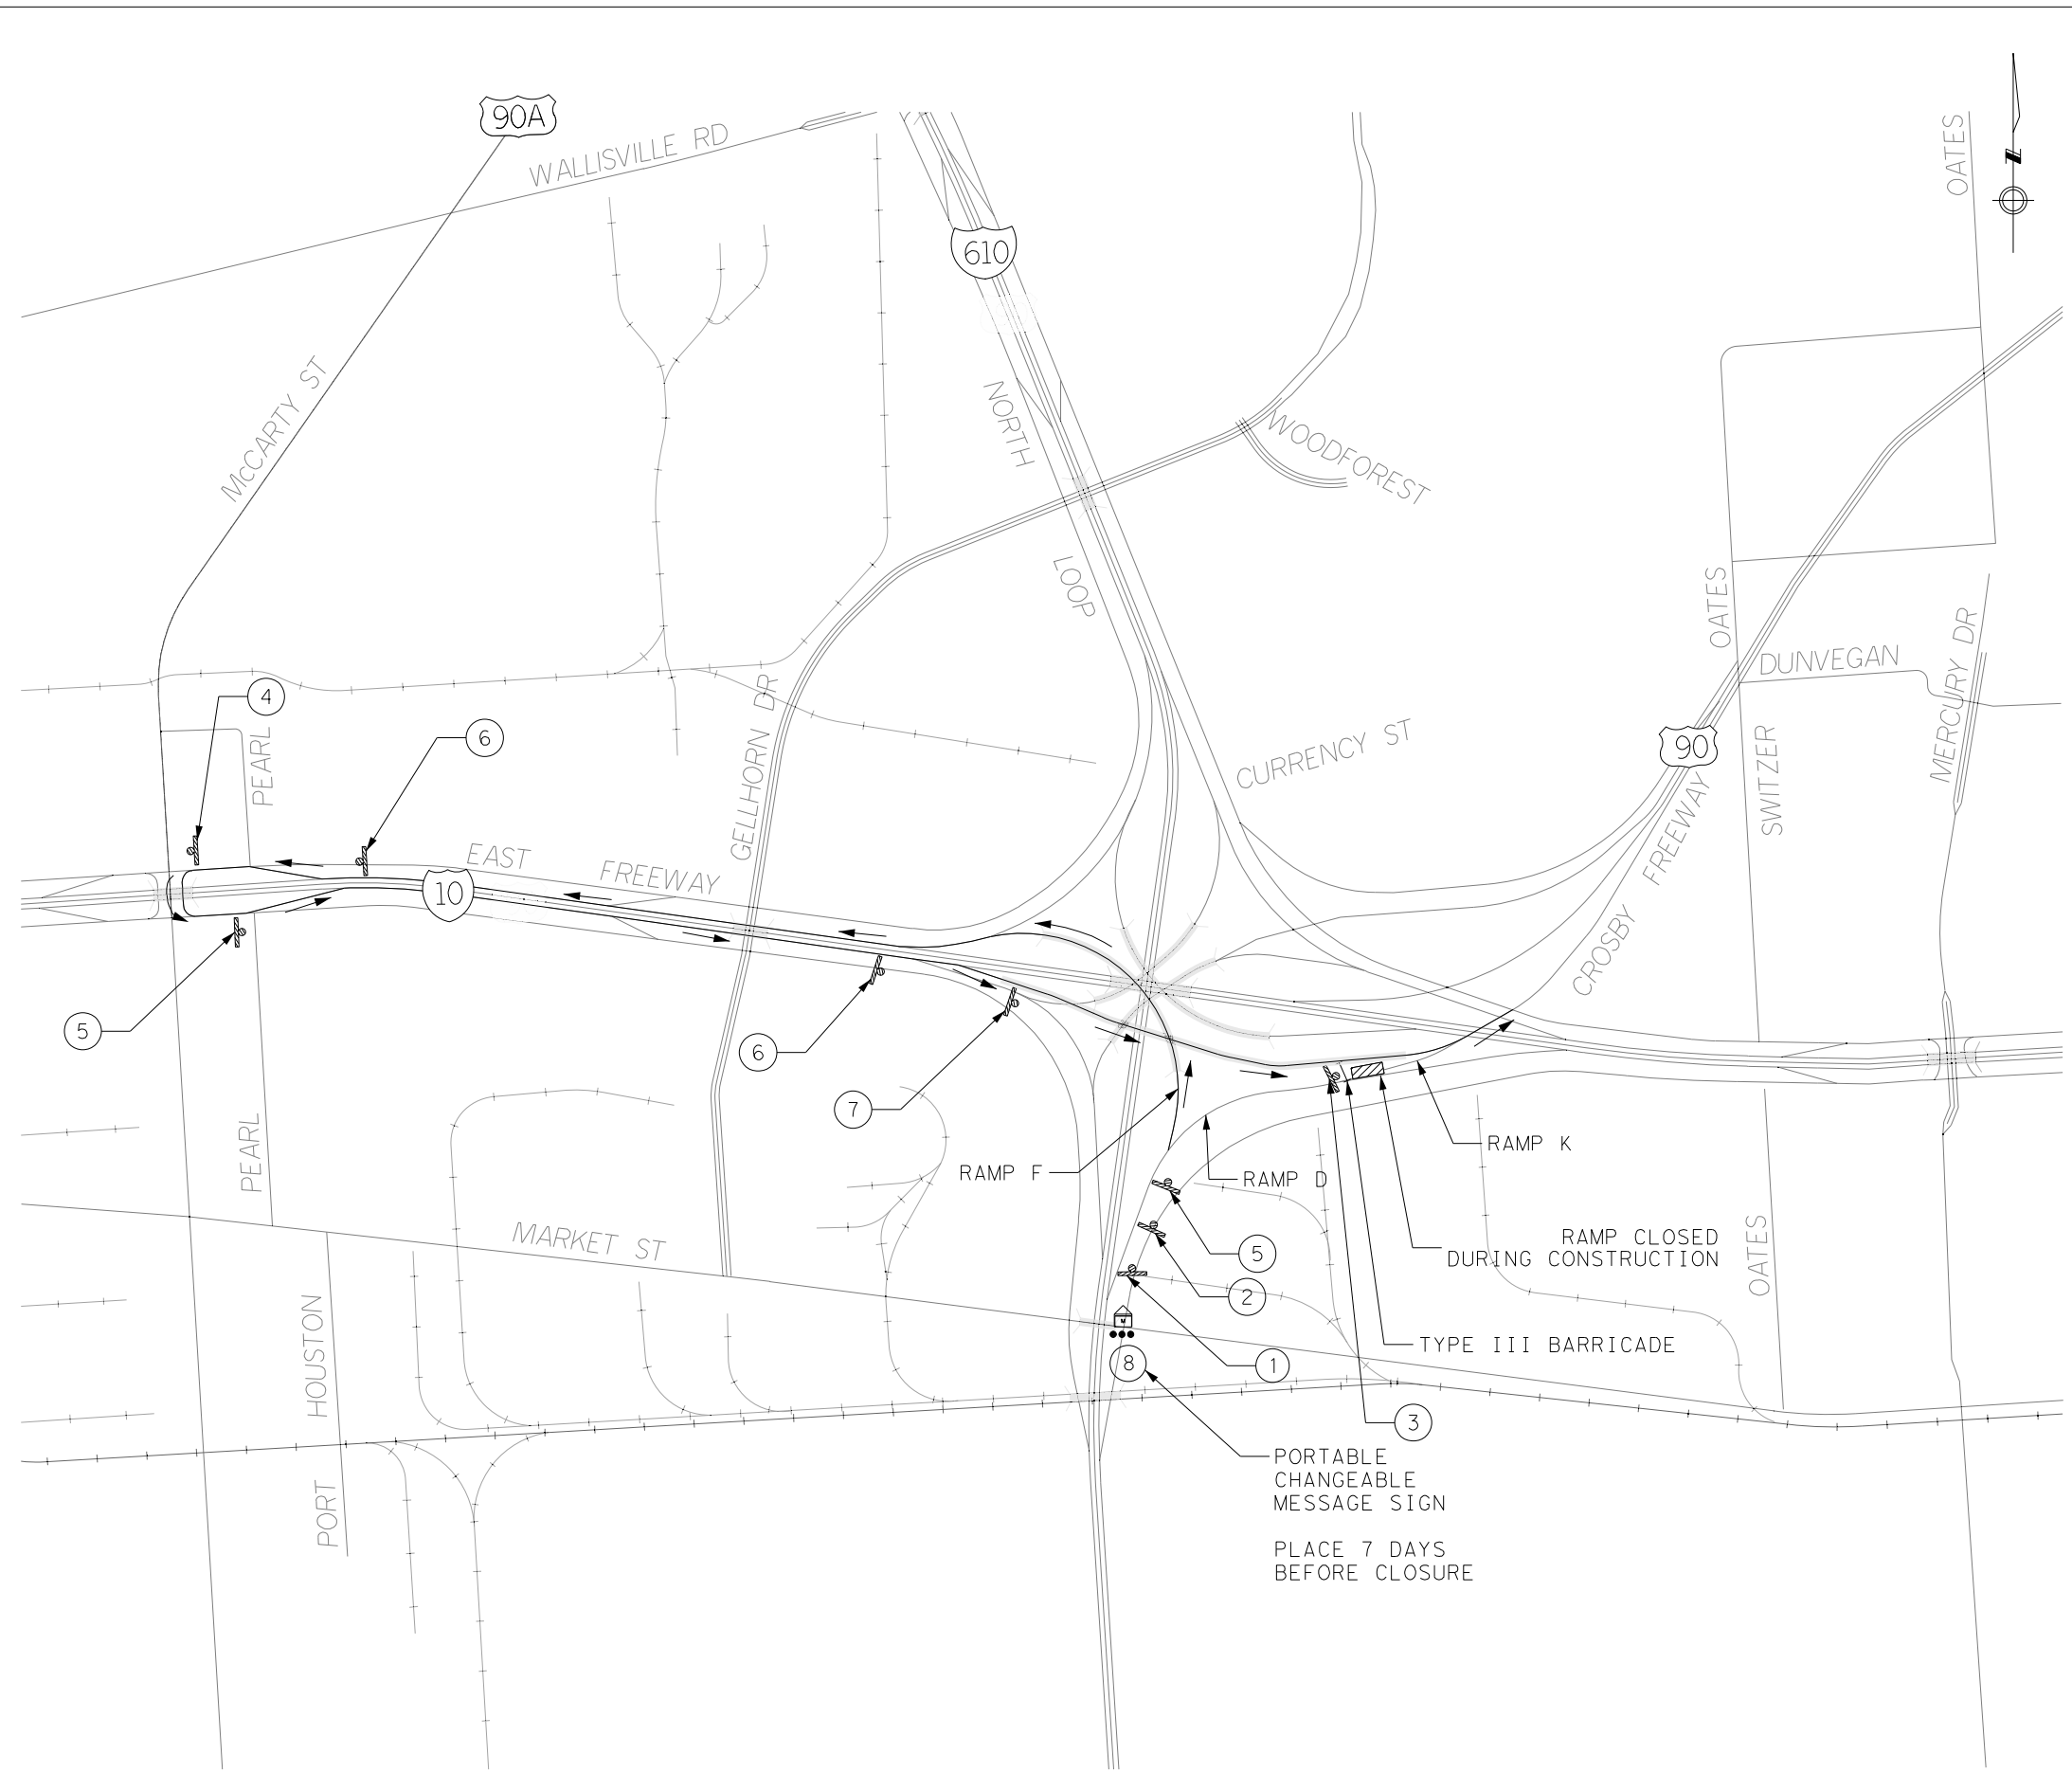 90A
WALLISVILLE RD
OATES
N
610
McCARTY ST
NORTH
WOODFOREST
LOOP
OATES
DUNVEGAN
MERCURY DR
4
6
PEARL
GELLHORN DR
CURRENCY ST
90
SWITZER
EAST
FREEWAY
10
CROSBY
FREEWAY
5
6
7
RAMP K
RAMP F
RAMP D
PEARL
MARKET ST
5
RAMP CLOSED
DURING CONSTRUCTION
OATES
2
HOUSTON
M
TYPE III BARRICADE
8
1
3
PORT
PORTABLE
CHANGEABLE
MESSAGE SIGN
PLACE 7 DAYS
BEFORE CLOSURE